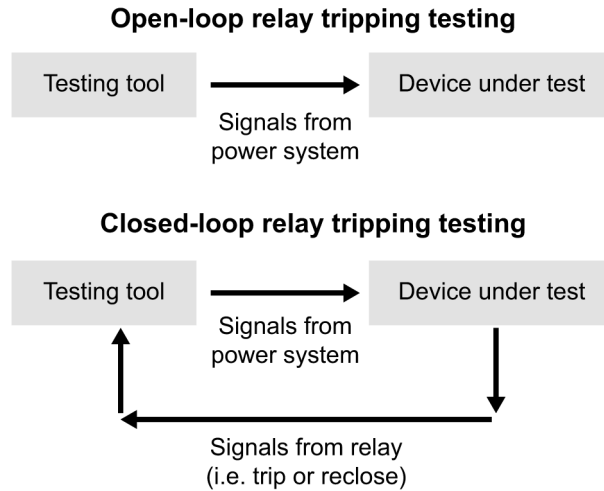 Open-loop relay tripping testing
Testing tool
Device under test
Signals from
power system
Closed-loop relay tripping testing
Testing tool
Device under test
Signals from
power system
Signals from relay
(i.e. trip or reclose)